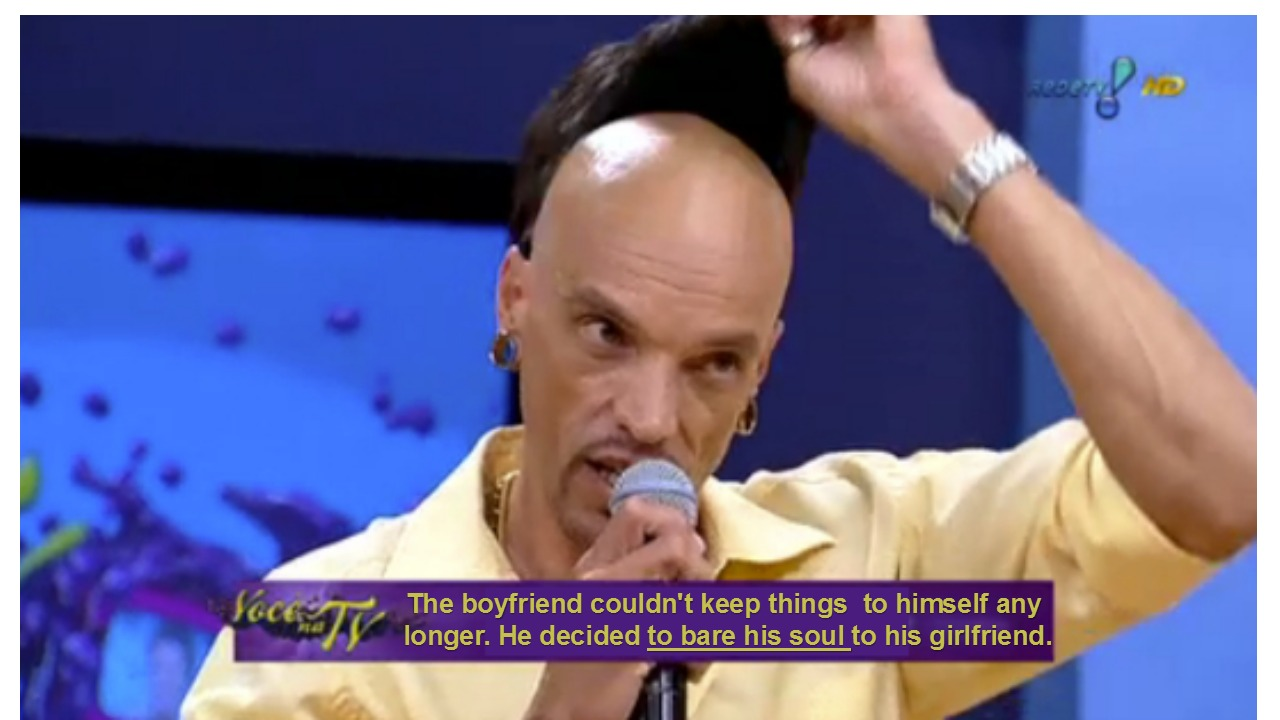 REDETV! HD
Você na TV
The boyfriend couldn't keep things  to himself any
longer. He decided to bare his soul to his girlfriend.